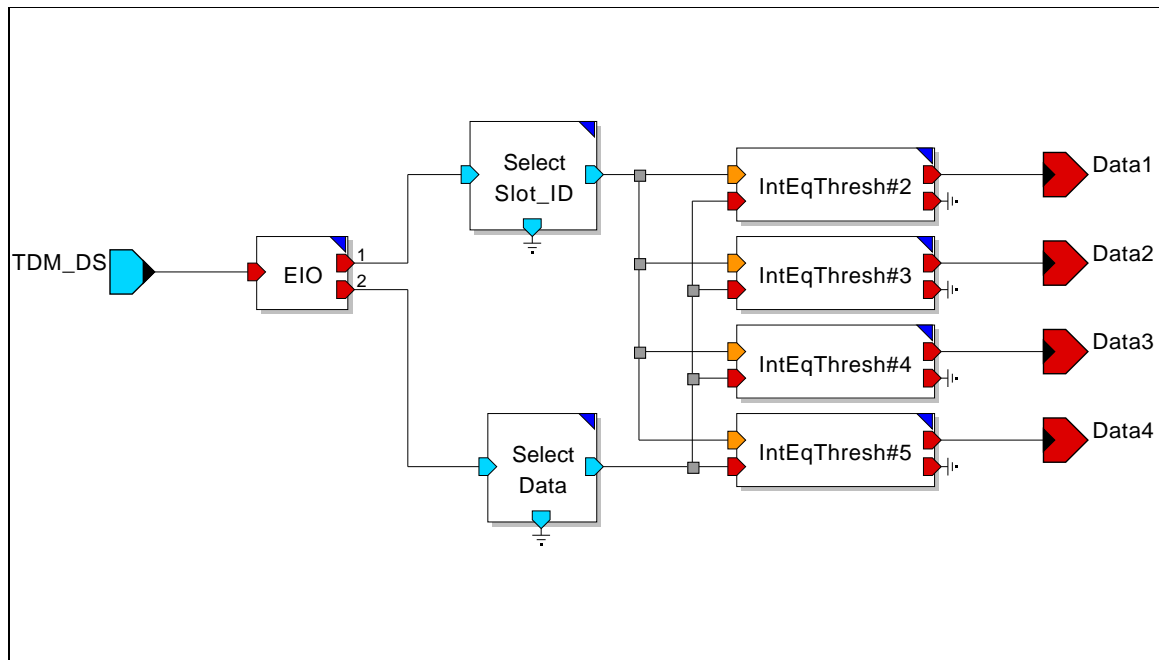 TDM_DS
EIO
1
2
Select
Slot_ID
Select
Data
IntEqThresh#2
IntEqThresh#3
IntEqThresh#4
IntEqThresh#5
Data1
Data2
Data3
Data4